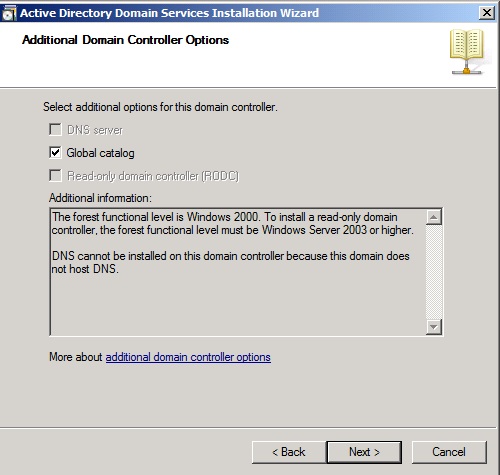 Active Directory Domain Services Installation Wizard
Additional Domain Controller Options
Select additional options for this domain controller.
DNS server
Global catalog
Read-only domain controller (RODC)
Additional information:
The forest functional level is Windows 2000. To install a read-only domain
controller, the forest functional level must be Windows Server 2003 or higher.
DNS cannot be installed on this domain controller because this domain does
not host DNS.
More about additional domain controller options
< Back
Next >
Cancel